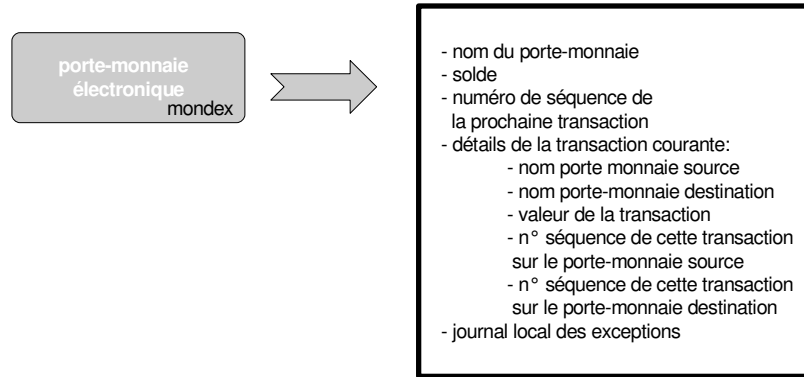 porte-monnaie
électronique
mondex
- nom du porte-monnaie
- solde
- numéro de séquence de
la prochaine transaction
- détails de la transaction courante:
- nom porte monnaie source
- nom porte-monnaie destination
- valeur de la transaction
- n° séquence de cette transaction
sur le porte-monnaie source
- n° séquence de cette transaction
sur le porte-monnaie destination
- journal local des exceptions